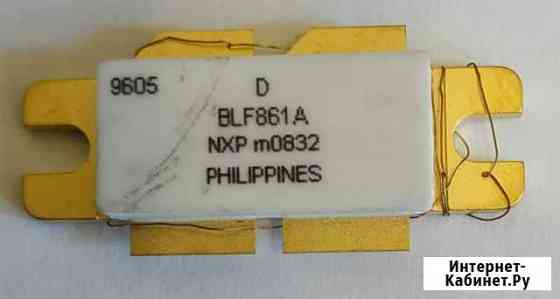 9605 D
BLF861A
NXP m0832
PHILIPPINES
Интернет-
Кабинет.Ру